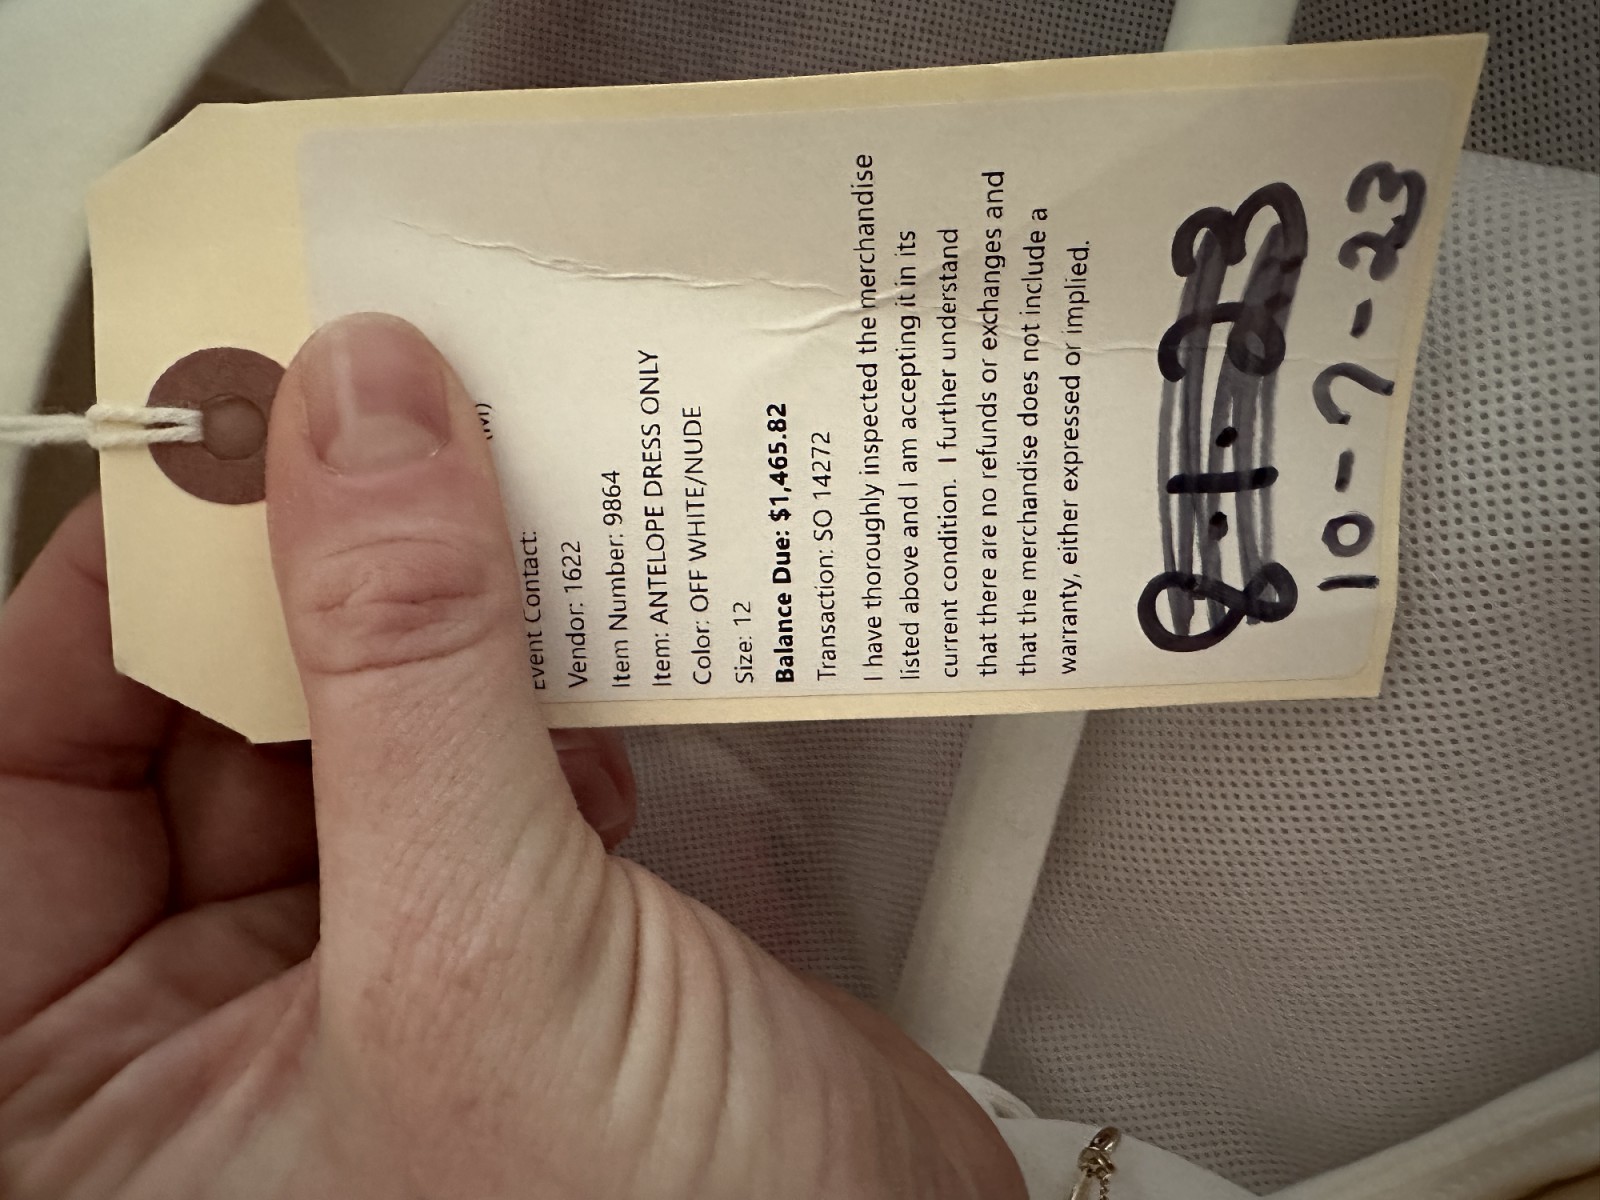 Event Contact:
Vendor: 1622
Item Number: 9864
Item: ANTELOPE DRESS ONLY
Color: OFF WHITE/NUDE
Size: 12
Balance Due: $1,465.82
Transaction: SO 14272
I have thoroughly inspected the merchandise
listed above and I am accepting it in its
current condition. I further understand
that there are no refunds or exchanges and
that the merchandise does not include a
warranty, either expressed or implied.
10-7-23